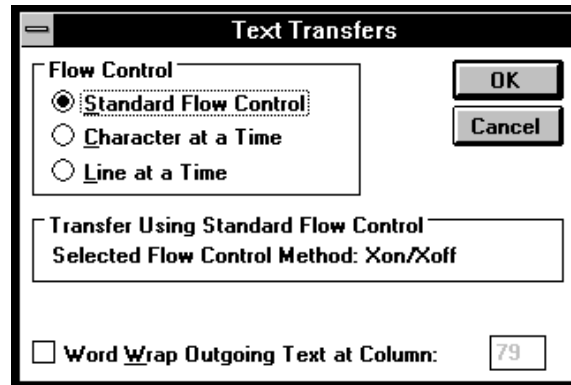 Text Transfers
Flow Control
Standard Flow Control
Character at a Time
Line at a Time
OK
Cancel
Transfer Using Standard Flow Control
Selected Flow Control Method: Xon/Xoff
Word Wrap Outgoing Text at Column: 79